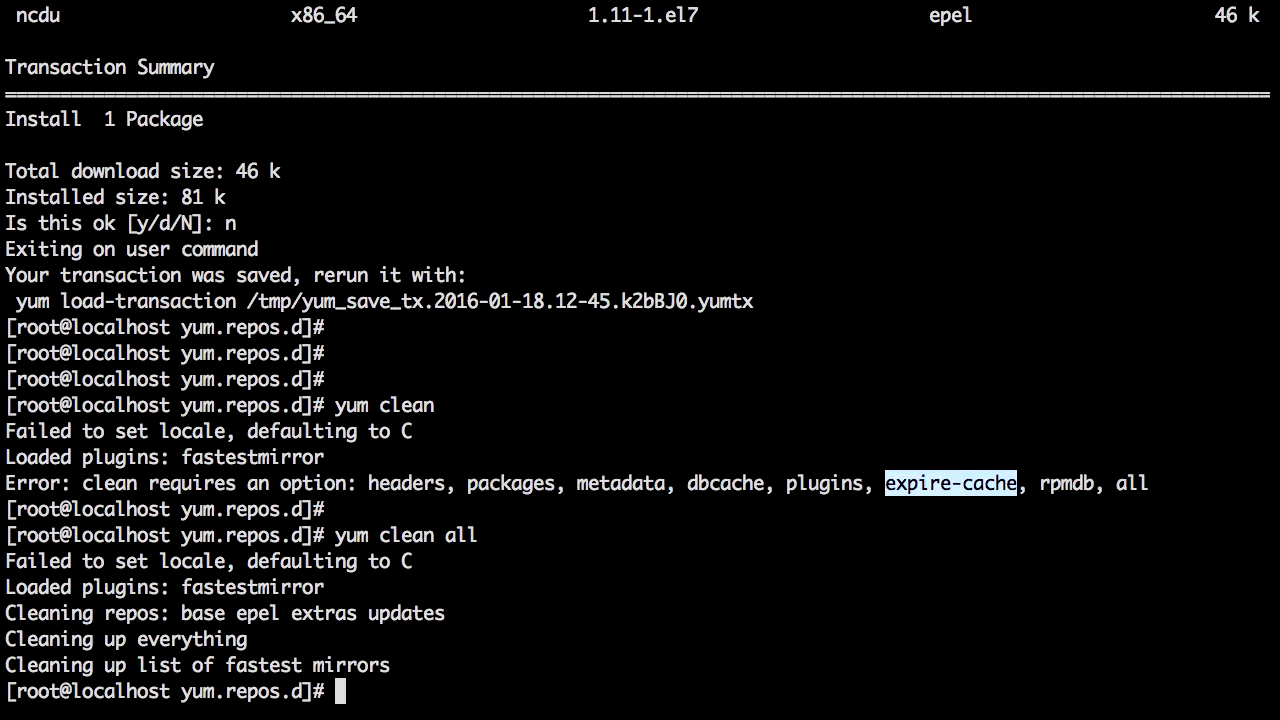 ncdu x86_64 1.11-1.el7 epel 46 k
Transaction Summary
================================================================================================================
Install  1 Package
Total download size: 46 k
Installed size: 81 k
Is this ok [y/d/N]: n
Exiting on user command
Your transaction was saved, rerun it with:
 yum load-transaction /tmp/yum_save_tx.2016-01-18.12-45.k2bBJ0.yumtx
[root@localhost yum.repos.d]#
[root@localhost yum.repos.d]#
[root@localhost yum.repos.d]#
[root@localhost yum.repos.d]# yum clean
Failed to set locale, defaulting to C
Loaded plugins: fastestmirror
Error: clean requires an option: headers, packages, metadata, dbcache, plugins, expire-cache, rpmdb, all
[root@localhost yum.repos.d]#
[root@localhost yum.repos.d]# yum clean all
Failed to set locale, defaulting to C
Loaded plugins: fastestmirror
Cleaning repos: base epel extras updates
Cleaning up everything
Cleaning up list of fastest mirrors
[root@localhost yum.repos.d]#